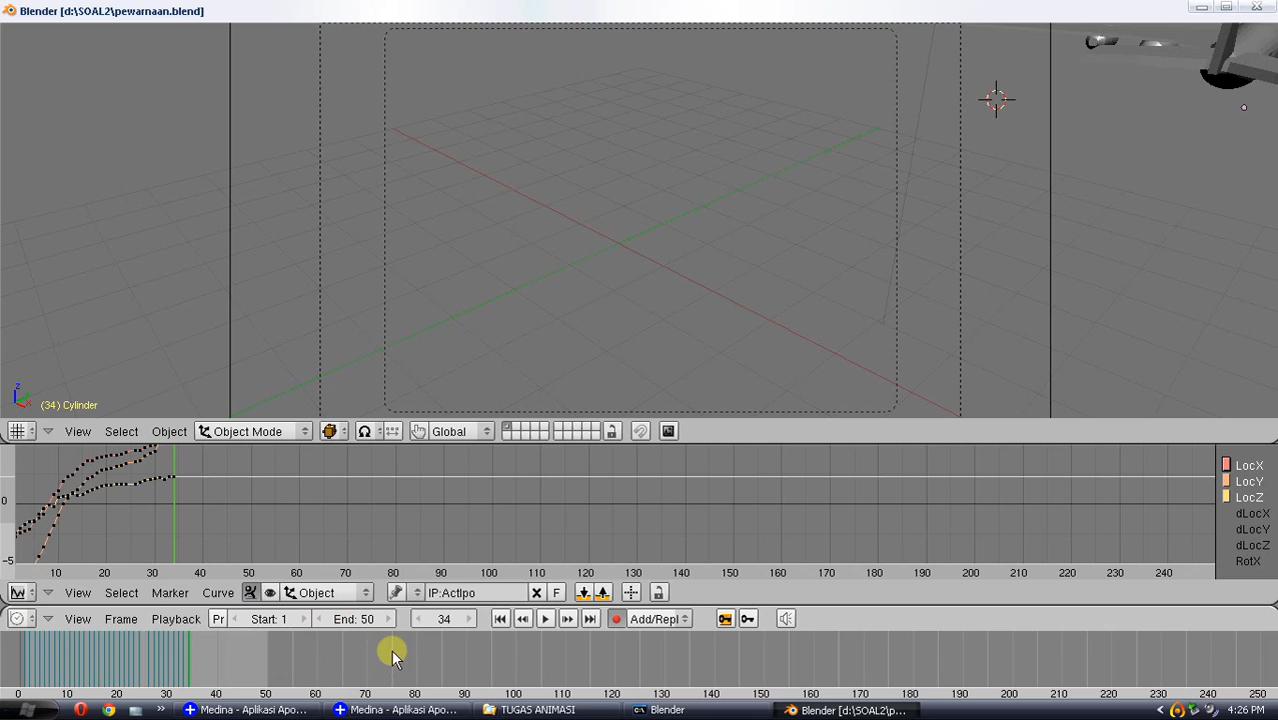 Blender [d:\SOAL2\pewarnaan.blend]
z
(34) Cylinder
View Select Object Object Mode Global
LocX
LocY
LocZ
dLocX
dLocY
dLocZ
RotX
0
-5
10 20 30 40 50 60 70 80 90 100 110 120 130 140 150 160 170 180 190 200 210 220 230 240
View Select Marker Curve Object IP:ActIpo F
View Frame Playback Pr Start: 1 End: 50 34 Add/Repl
0 10 20 30 40 50 60 70 80 90 100 110 120 130 140 150 160 170 180 190 200 210 220 230 240 250
Medina - Aplikasi Apo... Medina - Aplikasi Apo... TUGAS ANIMASI Blender Blender [d:\SOAL2\p... 4:26 PM